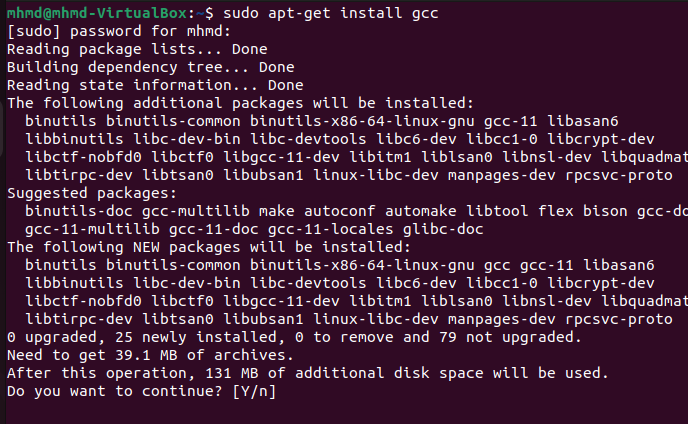 mhmd@mhmd-VirtualBox:~$ sudo apt-get install gcc
[sudo] password for mhmd:
Reading package lists... Done
Building dependency tree... Done
Reading state information... Done
The following additional packages will be installed:
  binutils binutils-common binutils-x86-64-linux-gnu gcc-11 libasan6
  libbinutils libc-dev-bin libc-devtools libc6-dev libcc1-0 libcrypt-dev
  libctf-nobfd0 libctf0 libgcc-11-dev libitm1 liblsan0 libnsl-dev libquadmat
  libtirpc-dev libtsan0 libubsan1 linux-libc-dev manpages-dev rpcsvc-proto
Suggested packages:
  binutils-doc gcc-multilib make autoconf automake libtool flex bison gcc-do
  gcc-11-multilib gcc-11-doc gcc-11-locales glibc-doc
The following NEW packages will be installed:
  binutils binutils-common binutils-x86-64-linux-gnu gcc gcc-11 libasan6
  libbinutils libc-dev-bin libc-devtools libc6-dev libcc1-0 libcrypt-dev
  libctf-nobfd0 libctf0 libgcc-11-dev libitm1 liblsan0 libnsl-dev libquadmat
  libtirpc-dev libtsan0 libubsan1 linux-libc-dev manpages-dev rpcsvc-proto
0 upgraded, 25 newly installed, 0 to remove and 79 not upgraded.
Need to get 39.1 MB of archives.
After this operation, 131 MB of additional disk space will be used.
Do you want to continue? [Y/n]